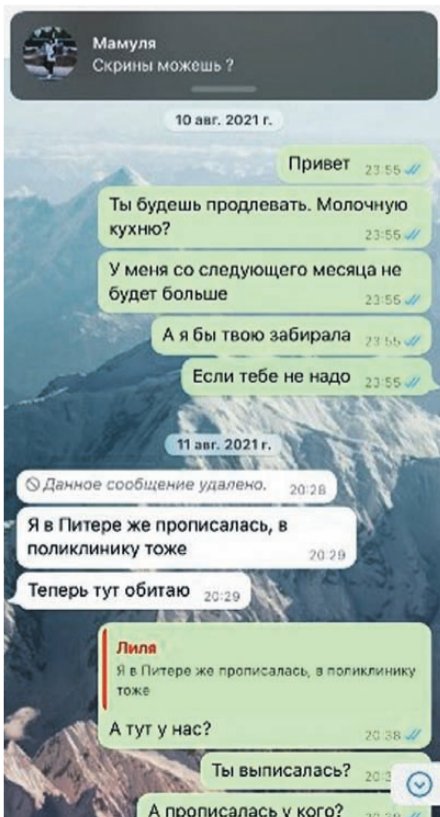 Мамуля
Скрины можешь ?
10 авг. 2021 г.
Привет 23:55
Ты будешь продлевать. Молочную
кухню? 23:55
У меня со следующего месяца не
будет больше 23:55
А я бы твою забирала 23:55
Если тебе не надо 23:55
11 авг. 2021 г.
Данное сообщение удалено. 20:28
Я в Питере же прописалась, в
поликлинику тоже 20:29
Теперь тут обитаю 20:29
Лиля
Я в Питере же прописалась, в поликлинику
тоже
А тут у нас? 20:38
Ты выписалась?
А прописалась у кого?